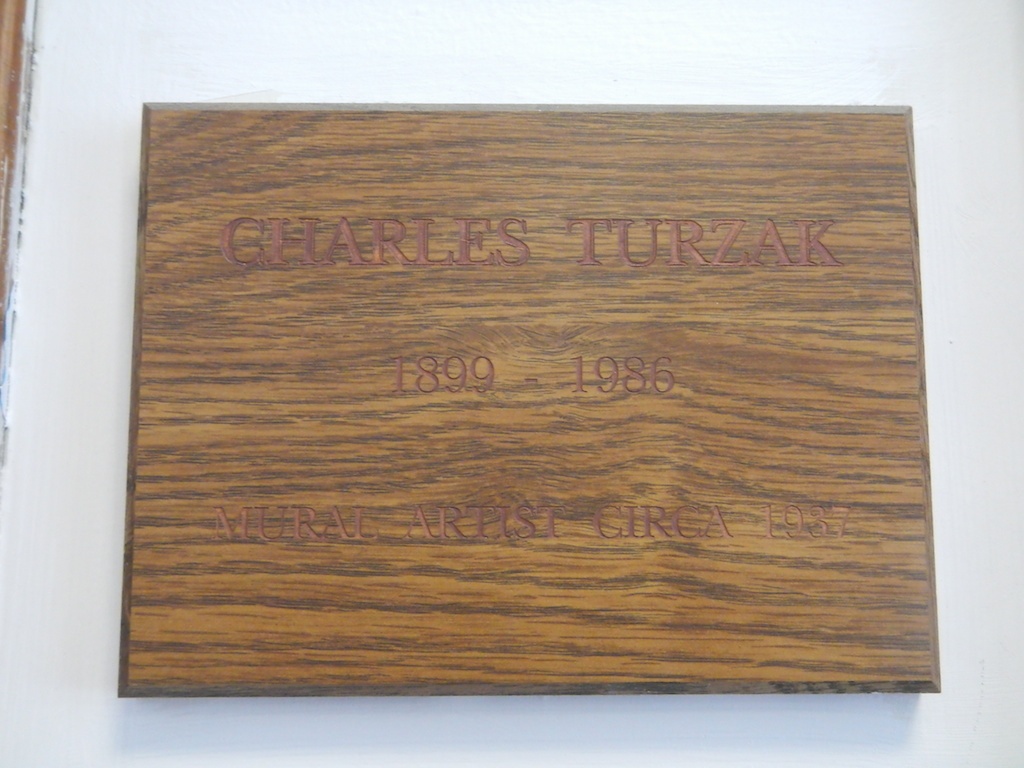 CHARLES TURZAK
1899 - 1986
MURAL ARTIST CIRCA 1937